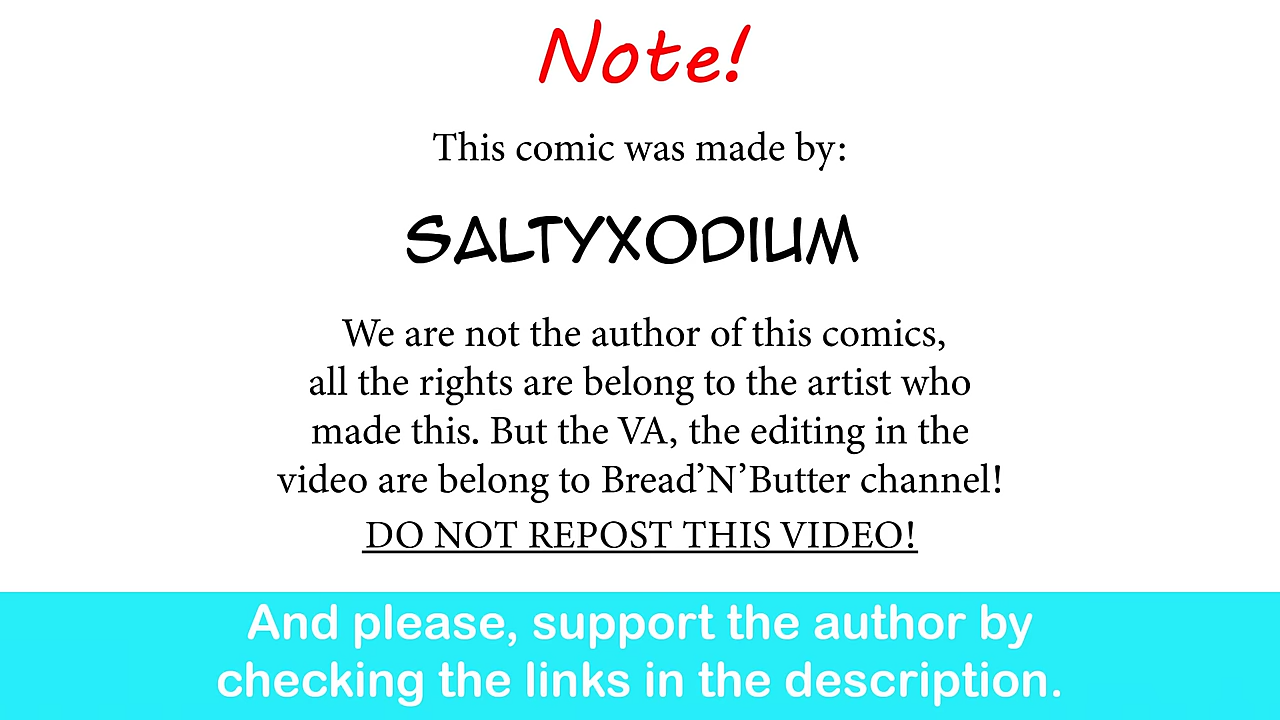 Note!
This comic was made by:
SALTYXODIUM
We are not the author of this comics,
all the rights are belong to the artist who
made this. But the VA, the editing in the
video are belong to Bread’N’Butter channel!
DO NOT REPOST THIS VIDEO!
And please, support the author by
checking the links in the description.